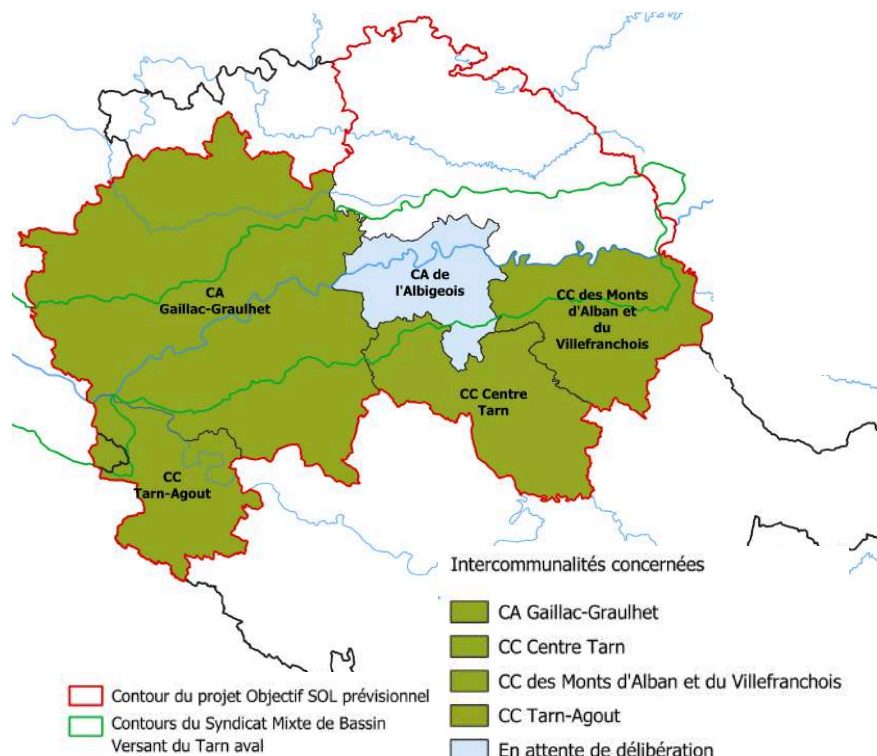 CA de
l'Albigeois
CA
Gaillac-Graulhet
CC des Monts
d'Alban et
du
Villefranchois
CC Centre
Tarn
CC
Tarn-Agout
Intercommunalités concernées
CA Gaillac-Graulhet
CC Centre Tarn
CC des Monts d'Alban et du Villefranchois
CC Tarn-Agout
En attente de délibération
Contour du projet Objectif SOL prévisionnel
Contours du Syndicat Mixte de Bassin
Versant du Tarn aval